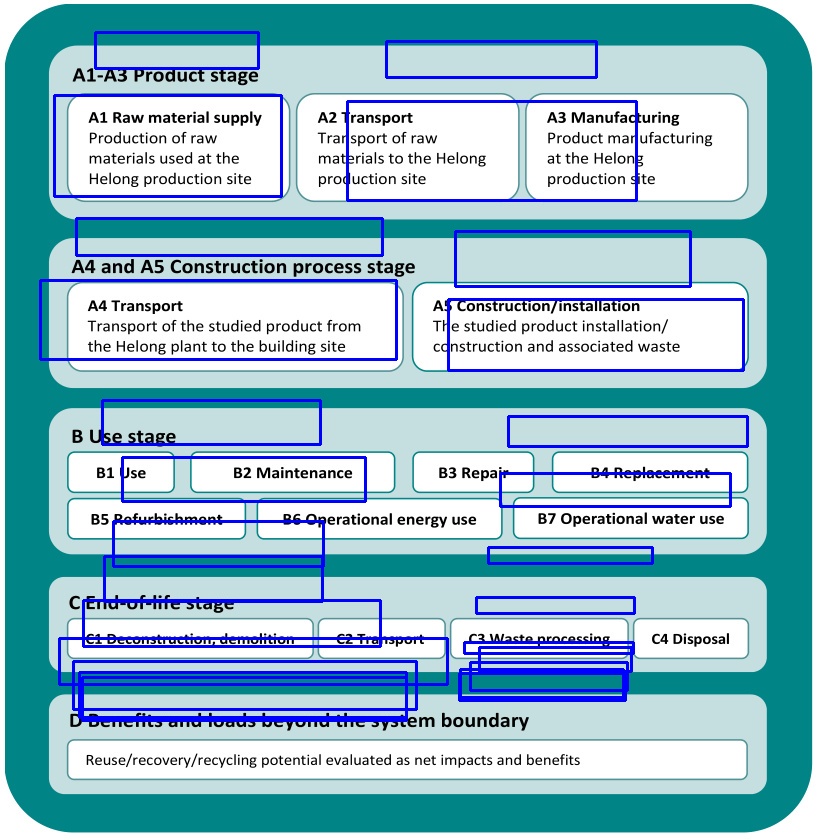 A1-A3 Product stage
A1 Raw material supply
Production of raw
materials used at the
Helong production site
A2 Transport
Transport of raw
materials to the Helong
production site
A3 Manufacturing
Product manufacturing
at the Helong
production site
A4 and A5 Construction process stage
A4 Transport
Transport of the studied product from
the Helong plant to the building site
A5 Construction/installation
The studied product installation/
construction and associated waste
B Use stage
B1 Use
B2 Maintenance
B3 Repair
B4 Replacement
B5 Refurbishment
B6 Operational energy use
B7 Operational water use
C End-of-life stage
C1 Deconstruction, demolition
C2 Transport
C3 Waste processing
C4 Disposal
D Benefits and loads beyond the system boundary
Reuse/recovery/recycling potential evaluated as net impacts and benefits